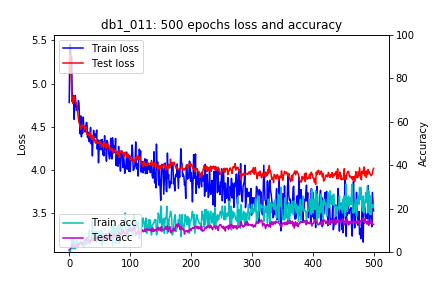 db1_011: 500 epochs loss and accuracy
Train loss
Test loss
Train acc
Test acc
Loss
Accuracy
5.5
5.0
4.5
4.0
3.5
100
80
60
40
20
0
0
100
200
300
400
500